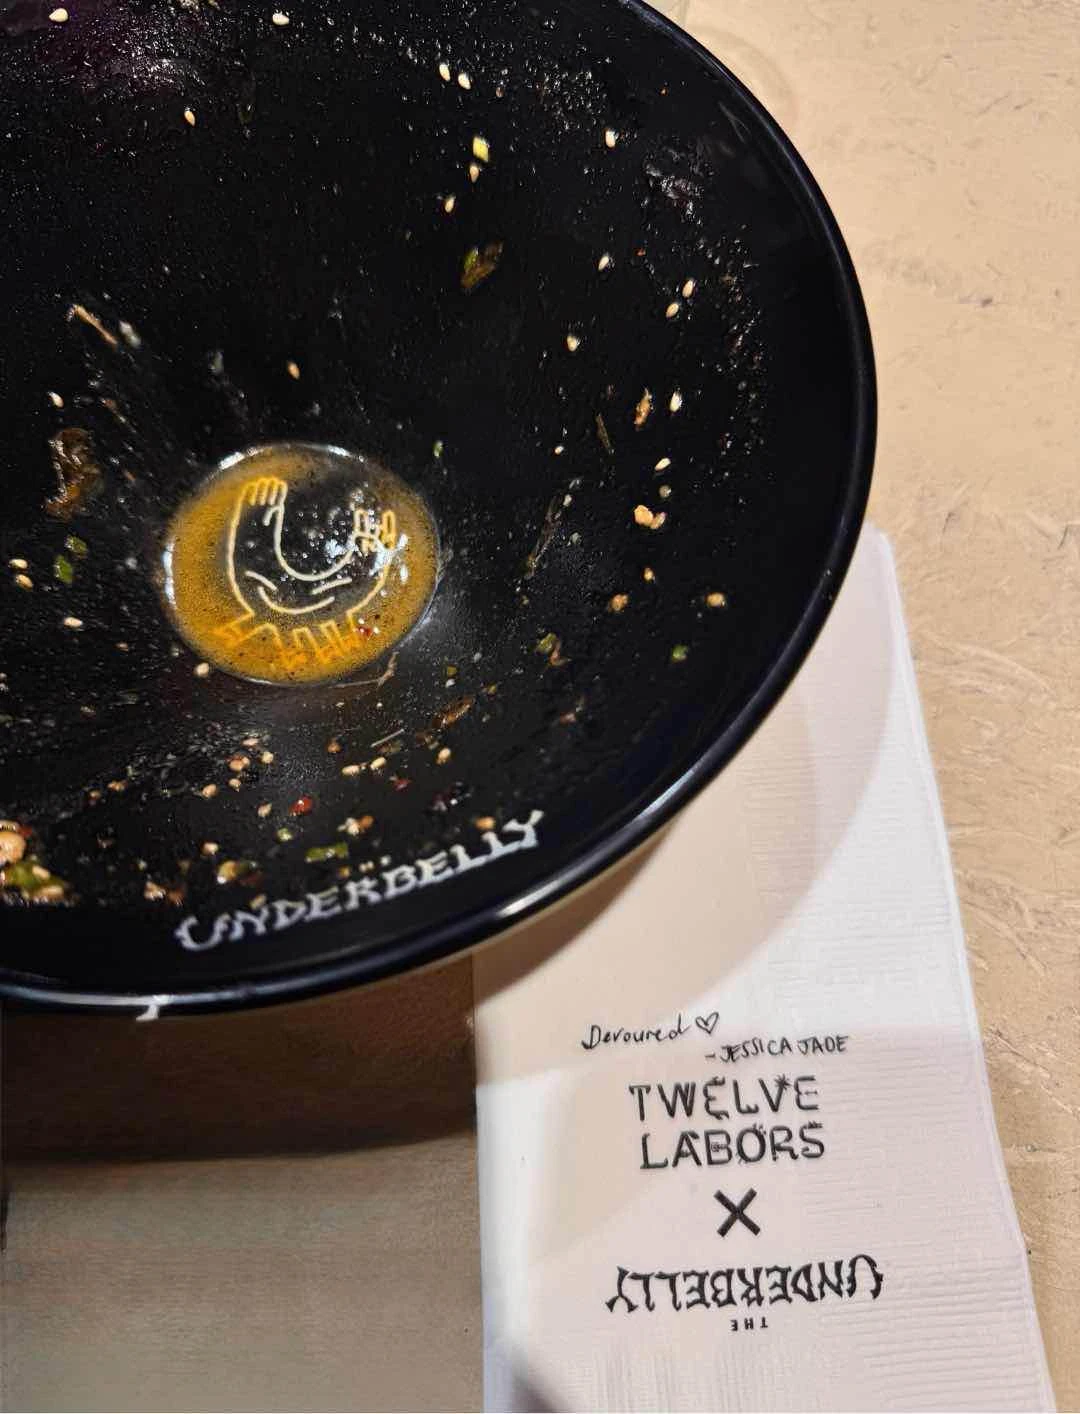 UNDERBELLY
Devoured ♡
-JESSICA JADE
TWELVE
LABORS
X
THE
UNDERBELLY